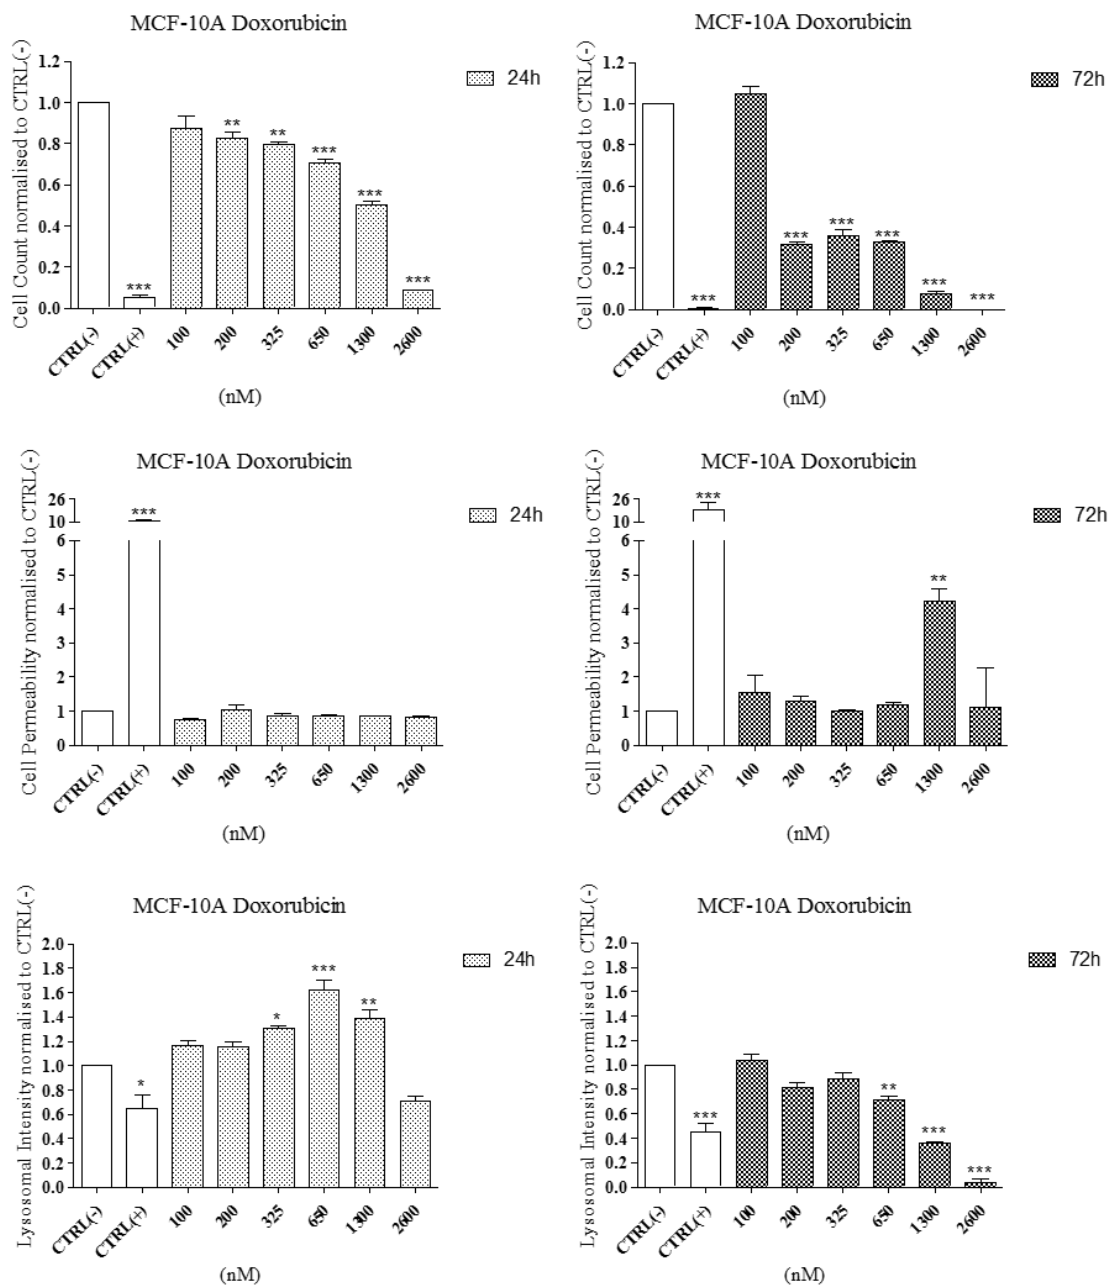 MCF-10A Doxorubicin
Cell Count normalised to CTRL(-)
1.2
1.0
0.8
0.6
0.4
0.2
0.0
24h
***
**
**
***
***
***
CTRL(-) CTRL(+) 100 200 325 650 1300 2600
(nM)
MCF-10A Doxorubicin
Cell Count normalised to CTRL(-)
1.2
1.0
0.8
0.6
0.4
0.2
0.0
72h
***
***
***
***
***
***
CTRL(-) CTRL(+) 100 200 325 650 1300 2600
(nM)
MCF-10A Doxorubicin
Cell Permeability normalised to CTRL(-)
26
10
6
5
4
3
2
1
0
24h
***
CTRL(-) CTRL(+) 100 200 325 650 1300 2600
(nM)
MCF-10A Doxorubicin
Cell Permeability normalised to CTRL(-)
26
10
6
5
4
3
2
1
0
72h
***
**
CTRL(-) CTRL(+) 100 200 325 650 1300 2600
(nM)
MCF-10A Doxorubicin
Lysosomal Intensity normalised to CTRL(-)
2.0
1.8
1.6
1.4
1.2
1.0
0.8
0.6
0.4
0.2
0.0
24h
*
*
***
**
CTRL(-) CTRL(+) 100 200 325 650 1300 2600
(nM)
MCF-10A Doxorubicin
Lysosomal Intensity normalised to CTRL(-)
2.0
1.8
1.6
1.4
1.2
1.0
0.8
0.6
0.4
0.2
0.0
72h
***
**
***
***
CTRL(-) CTRL(+) 100 200 325 650 1300 2600
(nM)